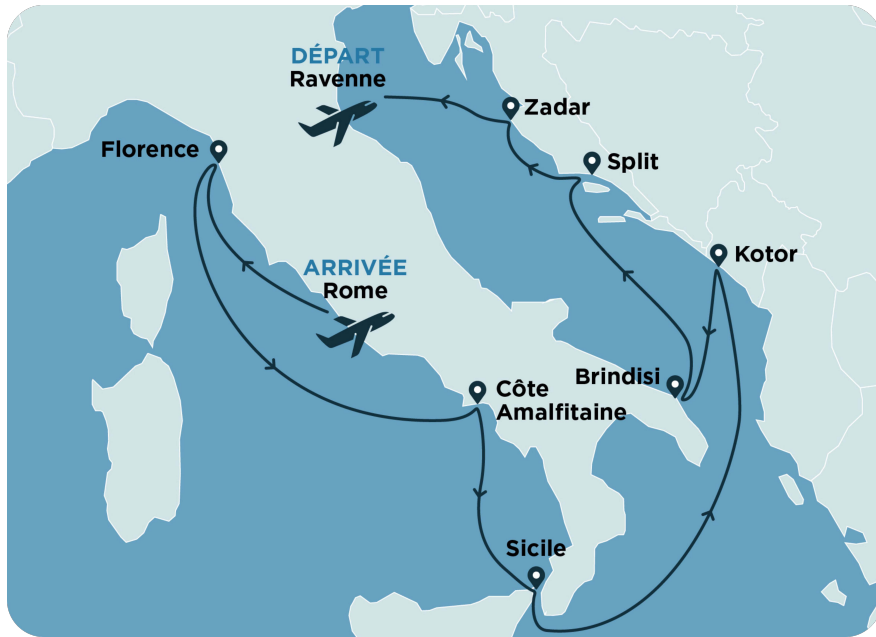 DÉPART
Ravenne
Zadar
Florence
Split
Kotor
ARRIVÉE
Rome
Brindisi
Côte
Amalfitaine
Sicile